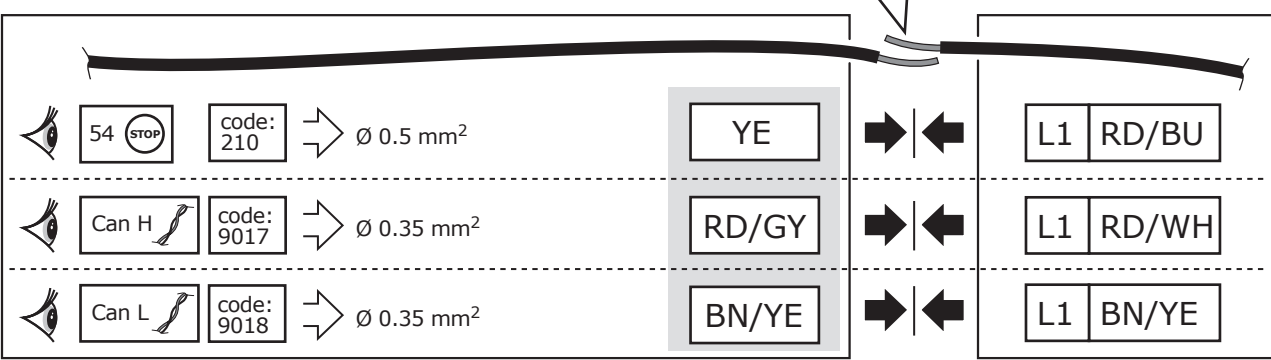 54 STOP code: 210 Ø 0.5 mm² YE L1 RD/BU
Can H code: 9017 Ø 0.35 mm² RD/GY L1 RD/WH
Can L code: 9018 Ø 0.35 mm² BN/YE L1 BN/YE